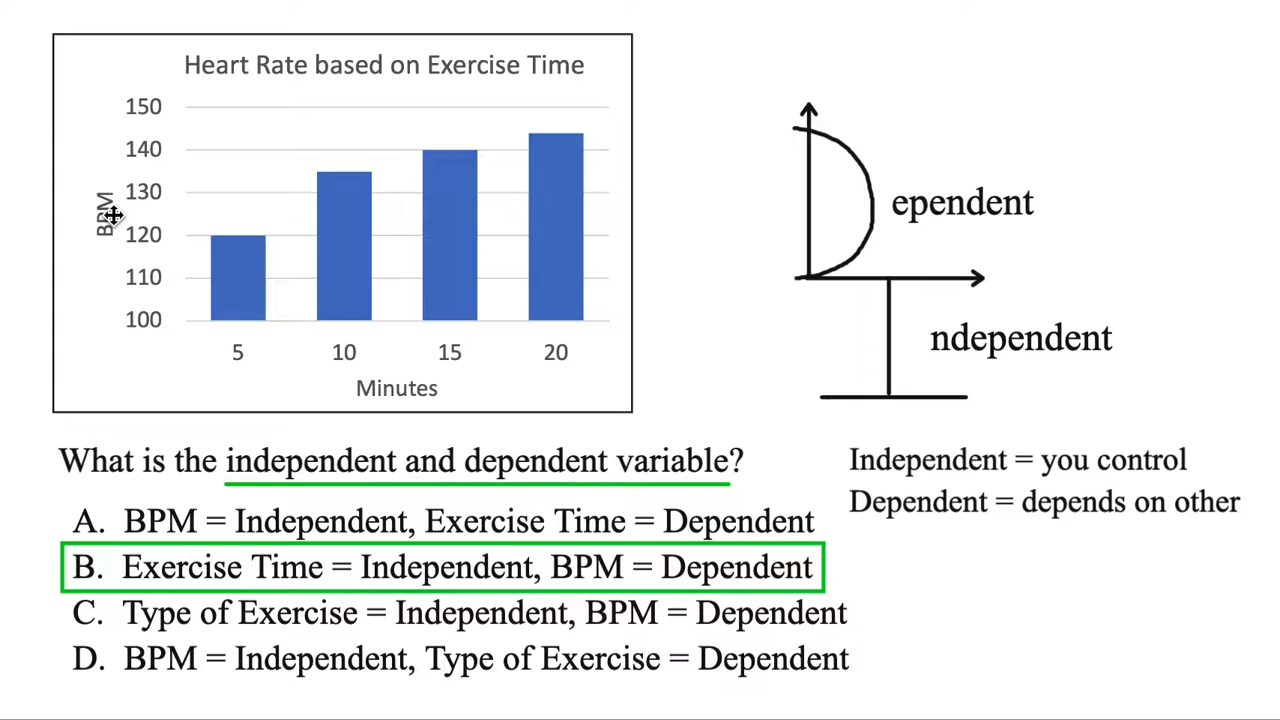 Heart Rate based on Exercise Time
150
140
130
120
110
100
BPM
5 10 15 20
Minutes
ependent
ndependent
What is the independent and dependent variable?
A. BPM = Independent, Exercise Time = Dependent
B. Exercise Time = Independent, BPM = Dependent
C. Type of Exercise = Independent, BPM = Dependent
D. BPM = Independent, Type of Exercise = Dependent
Independent = you control
Dependent = depends on other